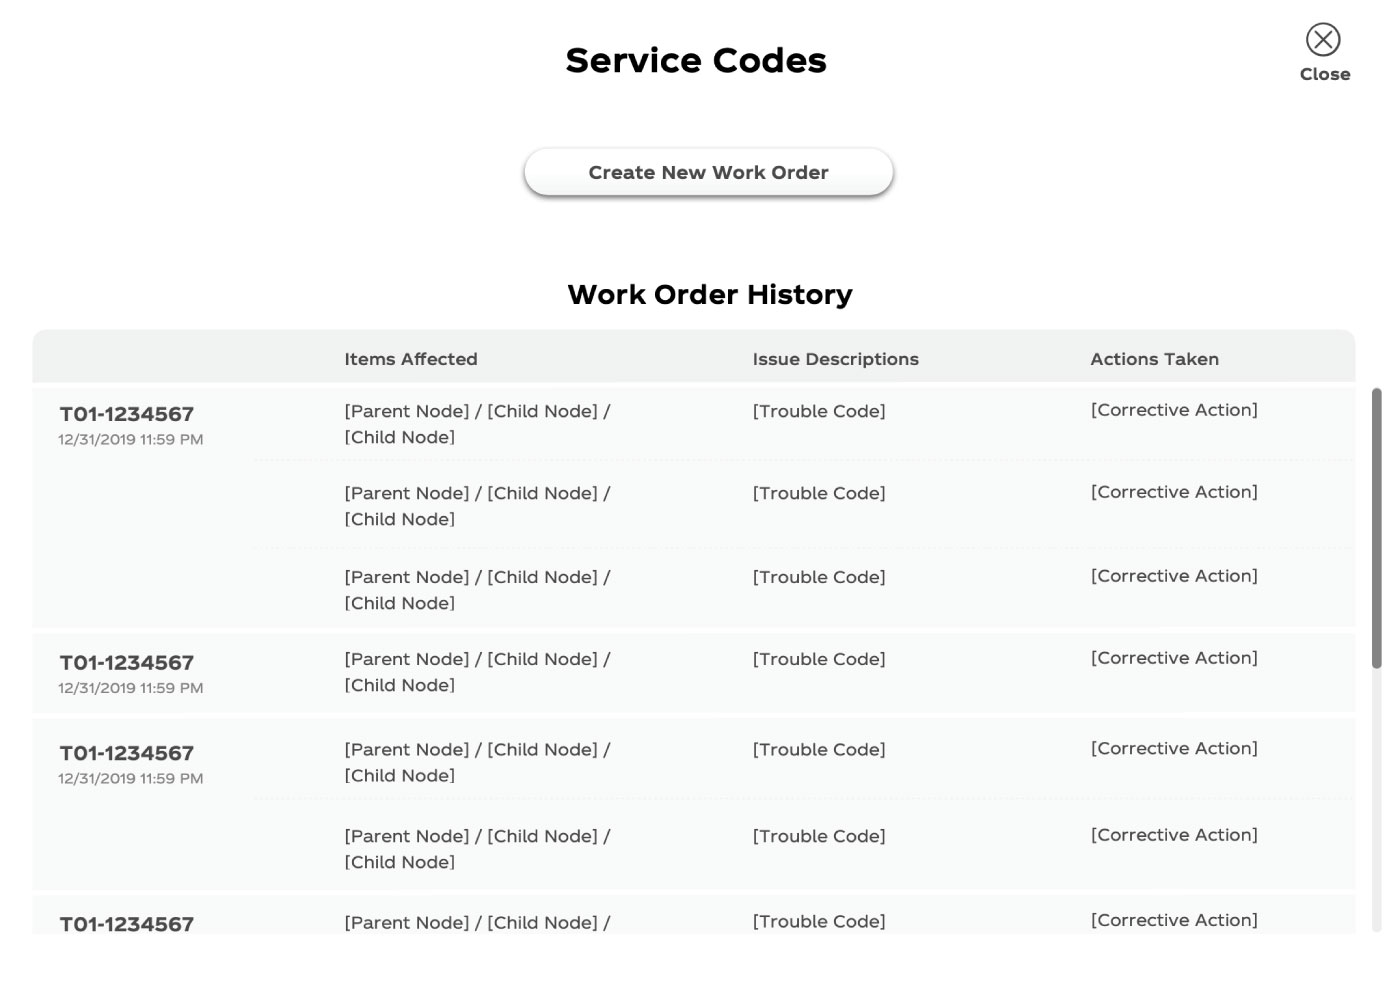 Service Codes
Close
Create New Work Order
Work Order History
Items Affected Issue Descriptions Actions Taken
T01-1234567 [Parent Node] / [Child Node] / [Trouble Code] [Corrective Action]
12/31/2019 11:59 PM [Child Node]
[Parent Node] / [Child Node] / [Trouble Code] [Corrective Action]
[Child Node]
[Parent Node] / [Child Node] / [Trouble Code] [Corrective Action]
[Child Node]
T01-1234567 [Parent Node] / [Child Node] / [Trouble Code] [Corrective Action]
12/31/2019 11:59 PM [Child Node]
T01-1234567 [Parent Node] / [Child Node] / [Trouble Code] [Corrective Action]
12/31/2019 11:59 PM [Child Node]
[Parent Node] / [Child Node] / [Trouble Code] [Corrective Action]
[Child Node]
T01-1234567 [Parent Node] / [Child Node] / [Trouble Code] [Corrective Action]